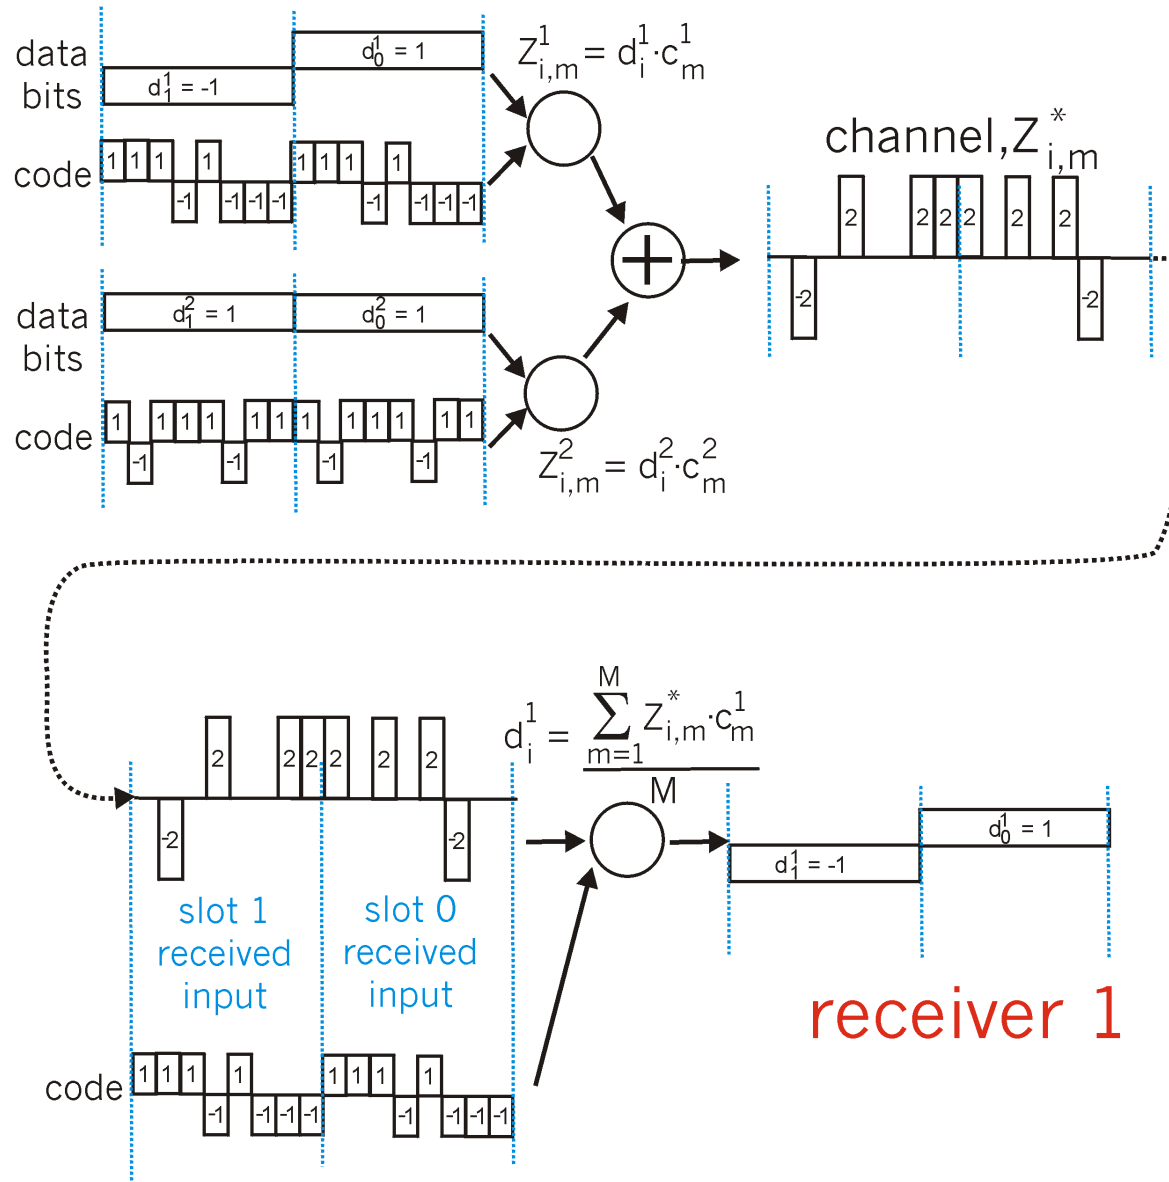 data
bits
d₁¹ = -1
d₀¹ = 1
code
1 1 1 -1 1 -1 -1 -1 1 1 1 -1 1 -1 -1 -1
Z¹i,m = d¹i·c¹m
data
bits
d₁² = 1
d₀² = 1
code
1 -1 1 1 1 -1 1 1 1 -1 1 1 1 -1 1 1
Z²i,m = d²i·c²m
channel, Z*i,m
-2 2 2 2 2 2 2 -2
-2 2 2 2 2 2 2 -2
slot 1
received
input
slot 0
received
input
code
1 1 1 -1 1 -1 -1 -1 1 1 1 -1 1 -1 -1 -1
d¹i = ∑ᴹm=1 Z*i,m·c¹m
M
d₁¹ = -1
d₀¹ = 1
receiver 1